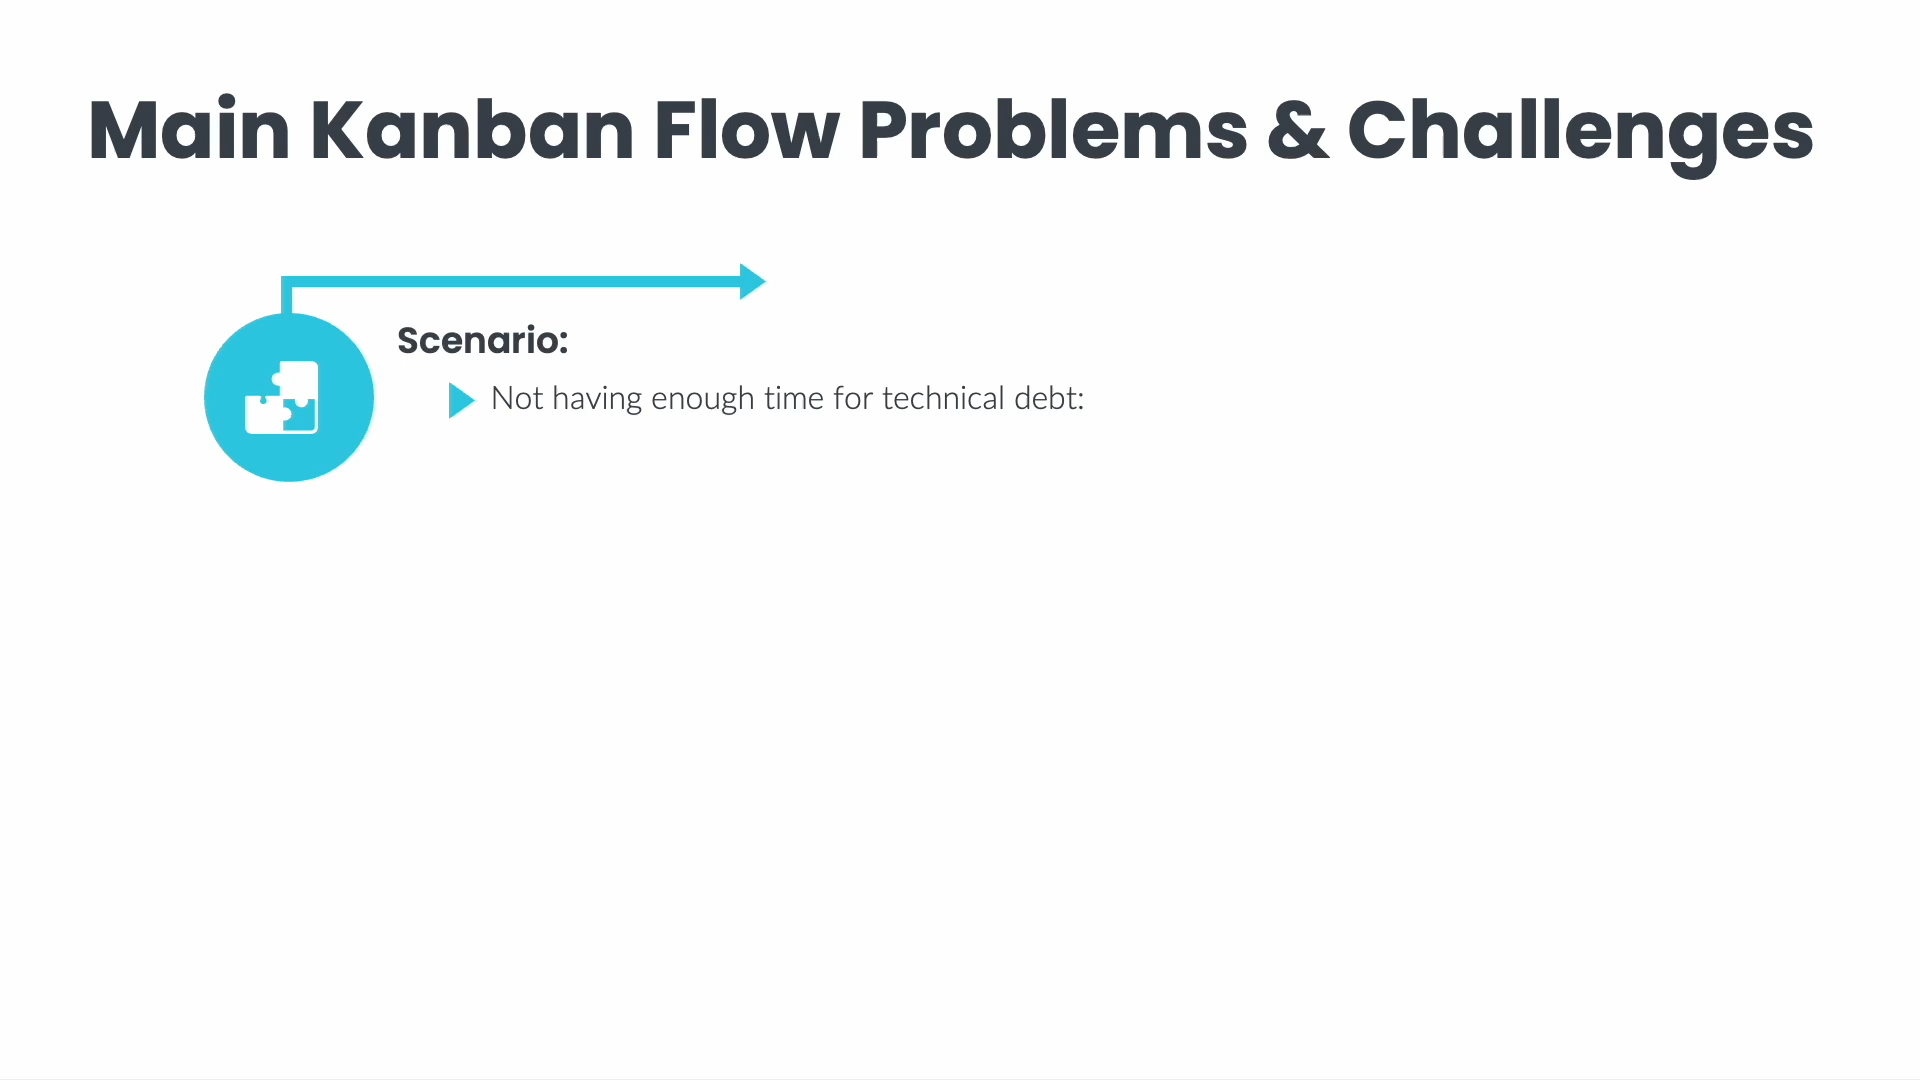 Main Kanban Flow Problems & Challenges
Scenario:
Not having enough time for technical debt: